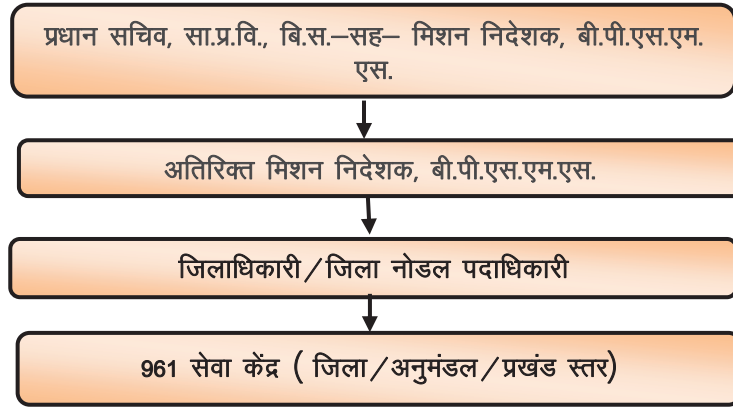 प्रधान सचिव, सा.प्र.वि., बि.स.–सह– मिशन निदेशक, बी.पी.एस.एम.
एस.
अतिरिक्त मिशन निदेशक, बी.पी.एस.एम.एस.
जिलाधिकारी/जिला नोडल पदाधिकारी
961 सेवा केंद्र ( जिला/अनुमंडल/प्रखंड स्तर)